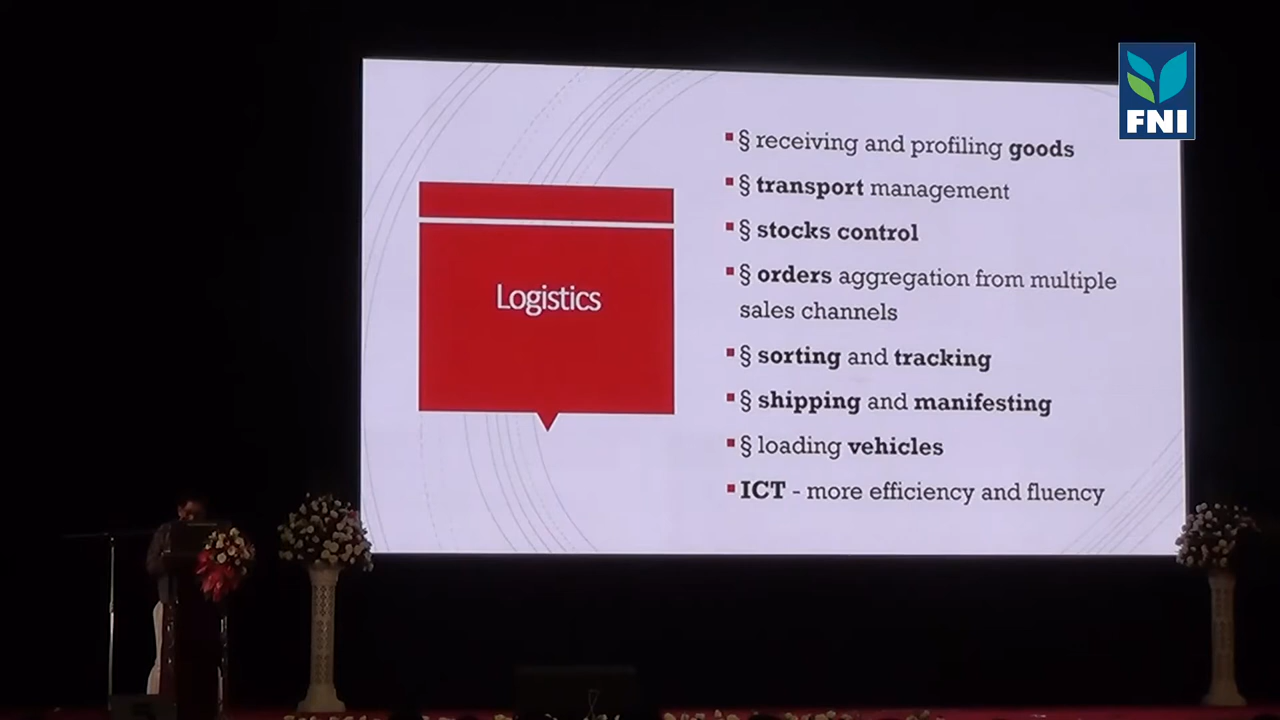 FNI
Logistics
§ receiving and profiling goods
§ transport management
§ stocks control
§ orders aggregation from multiple
sales channels
§ sorting and tracking
§ shipping and manifesting
§ loading vehicles
ICT - more efficiency and fluency